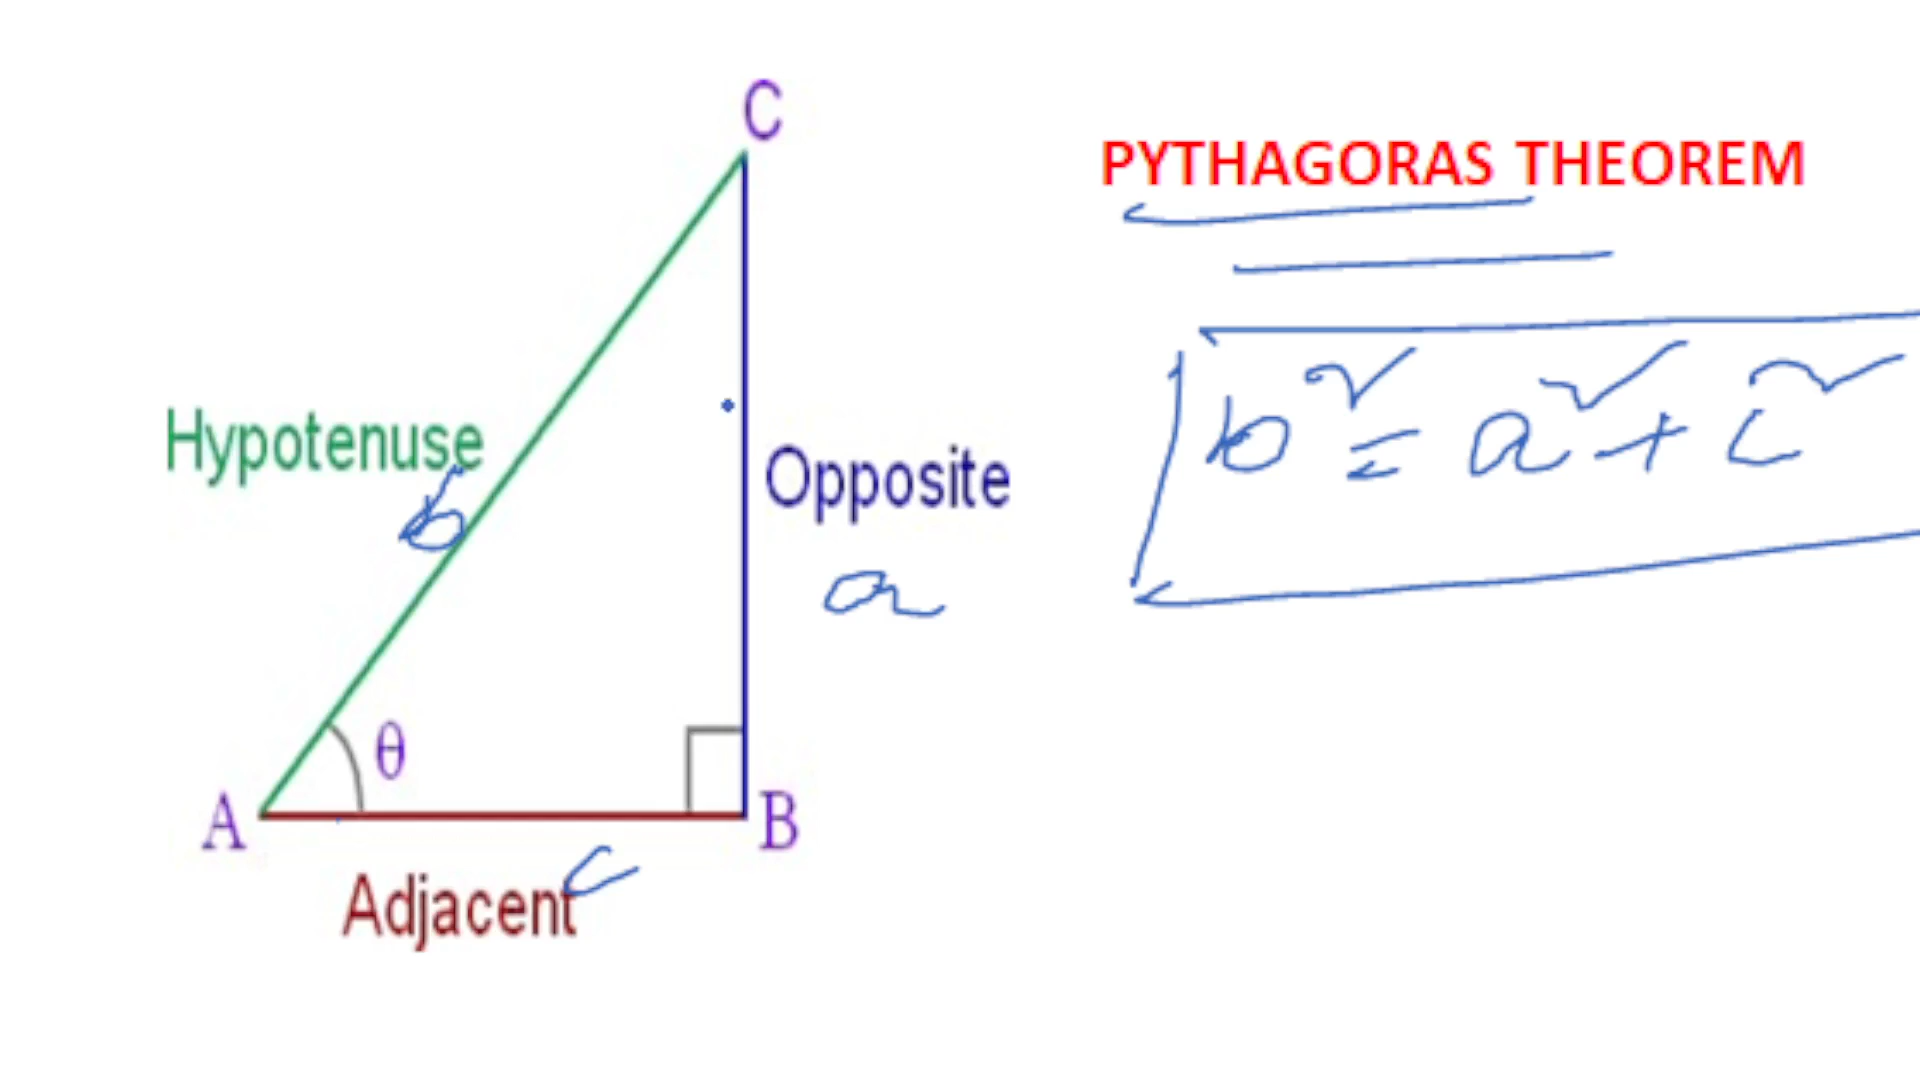 C
PYTHAGORAS THEOREM
b² = a² + c²
Hypotenuse
b
Opposite
a
θ
A
B
c
Adjacent